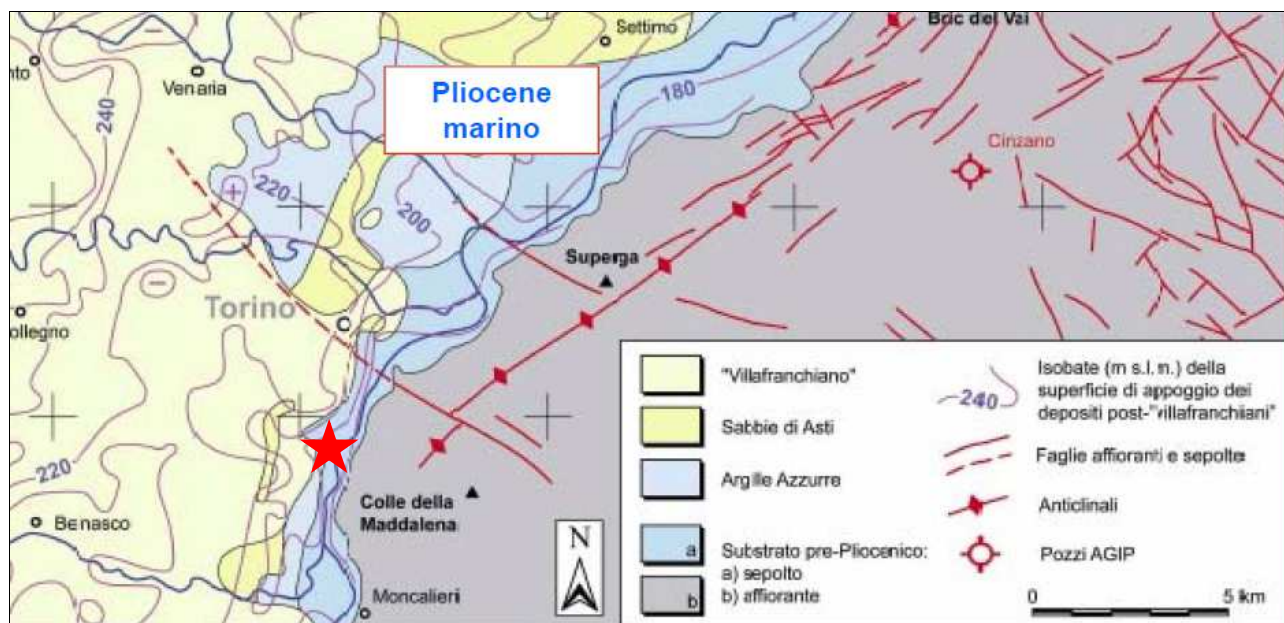 Bric del Vai
Settimo
Venaria
240
Pliocene
marino
180
Cinzano
220
+
200
Superga
Torino
220
Benasco
Colle della
Maddalena
Moncalieri
N
"Villafranchiano"
Sabbie di Asti
Argille Azzurre
a
Substrato pre-Pliocenico:
a) sepolto
b
b) affiorante
240
Isobate (m s.l.m.) della
superficie di appoggio dei
depositi post-"villafranchiani"
Faglie affioranti e sepolte
Anticlinali
Pozzi AGIP
0
5 km